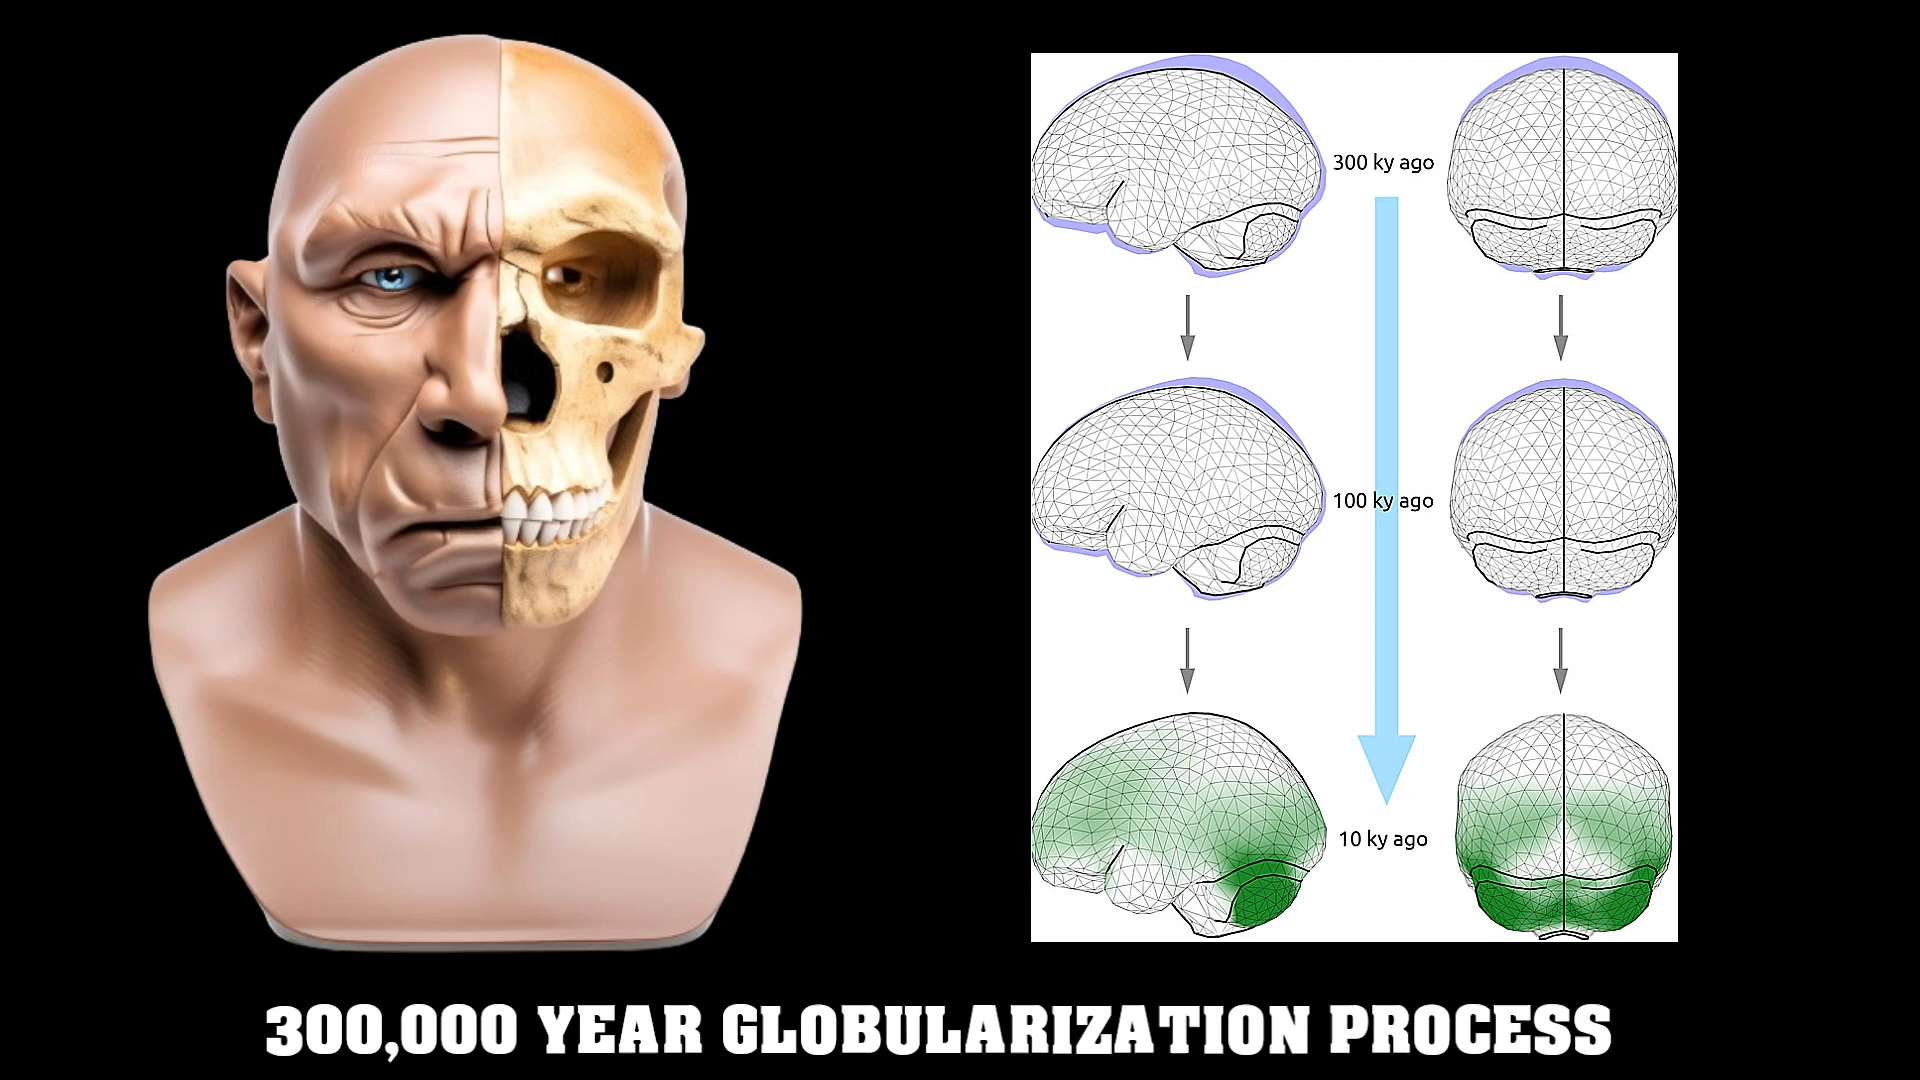 300 ky ago
100 ky ago
10 ky ago
300,000 YEAR GLOBULARIZATION PROCESS